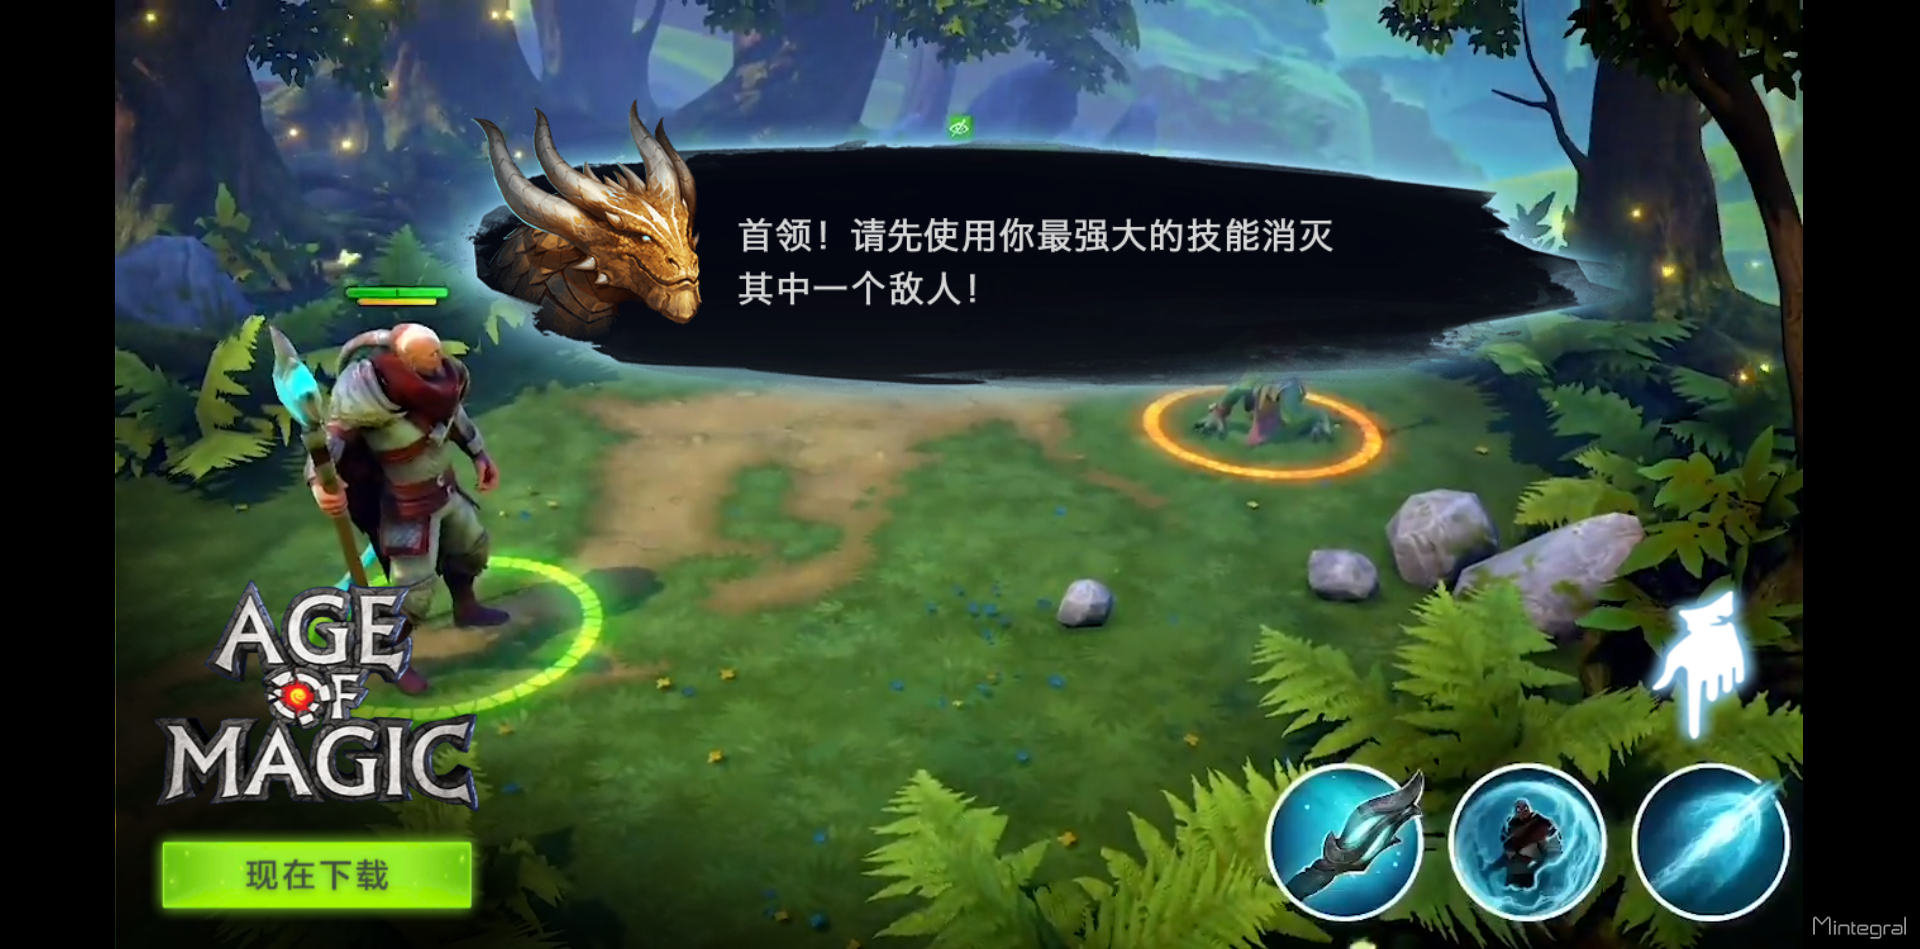 首领！请先使用你最强大的技能消灭
其中一个敌人！
AGE
OF
MAGIC
现在下载
Mintegral